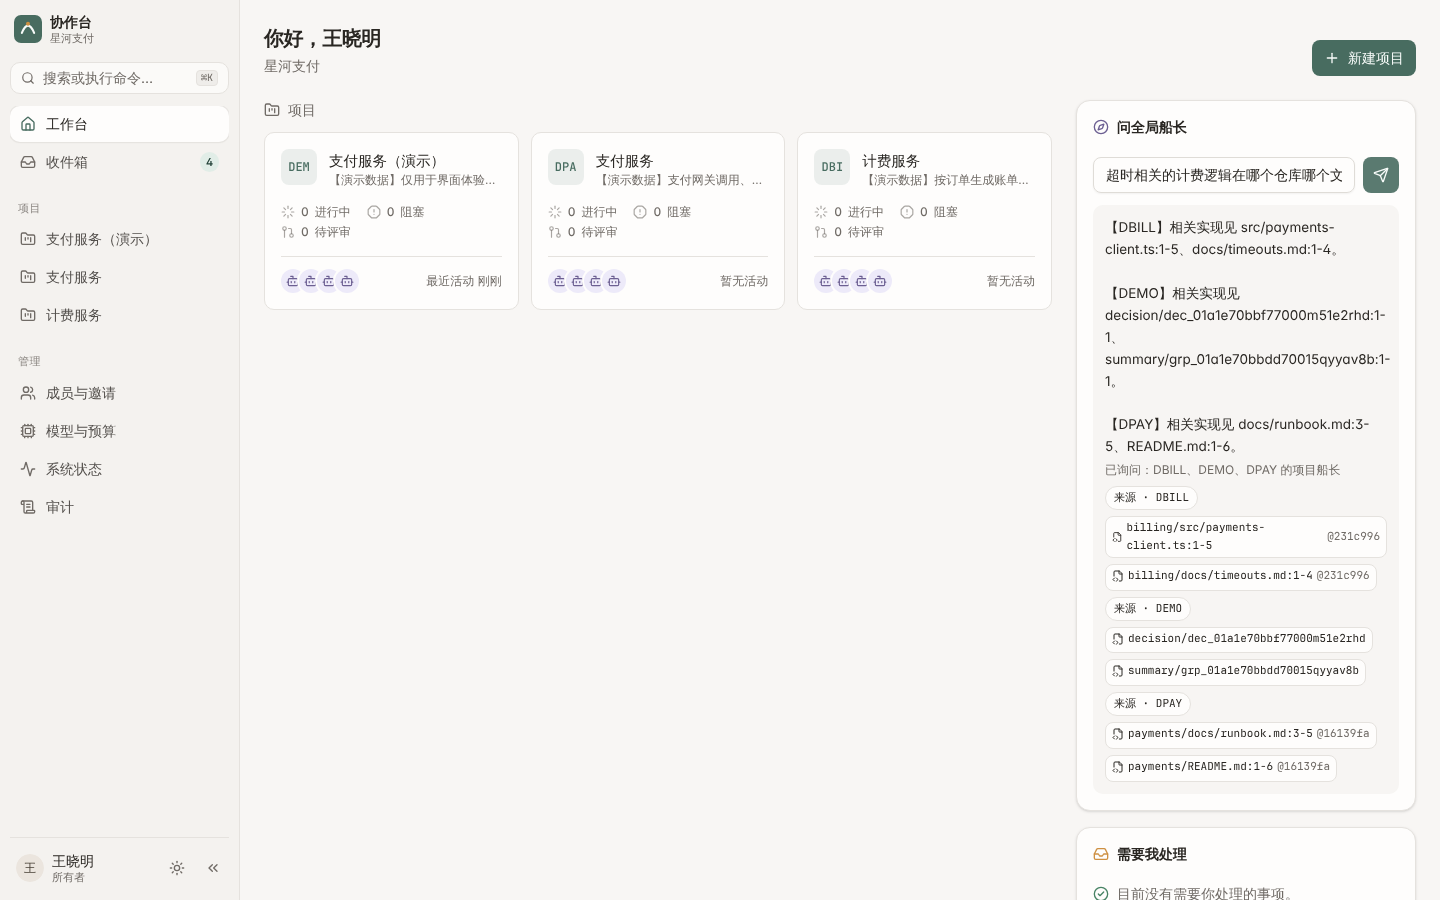 协作台
星河支付
搜索或执行命令...
⌘K
工作台
收件箱
4
项目
支付服务（演示）
支付服务
计费服务
管理
成员与邀请
模型与预算
系统状态
审计
王
王晓明
所有者
你好，王晓明
星河支付
新建项目
项目
DEM
支付服务（演示）
【演示数据】仅用于界面体验...
0 进行中
0 阻塞
0 待评审
最近活动 刚刚
DPA
支付服务
【演示数据】支付网关调用、...
0 进行中
0 阻塞
0 待评审
暂无活动
DBI
计费服务
【演示数据】按订单生成账单...
0 进行中
0 阻塞
0 待评审
暂无活动
问全局船长
超时相关的计费逻辑在哪个仓库哪个文
【DBILL】相关实现见 src/payments-
client.ts:1-5、docs/timeouts.md:1-4。
【DEMO】相关实现见
decision/dec_01a1e70bbf77000m51e2rhd:1-
1、
summary/grp_01a1e70bbdd70015qyyav8b:1-
1。
【DPAY】相关实现见 docs/runbook.md:3-
5、README.md:1-6。
已询问：DBILL、DEMO、DPAY 的项目船长
来源 · DBILL
billing/src/payments-
client.ts:1-5
@231c996
billing/docs/timeouts.md:1-4 @231c996
来源 · DEMO
decision/dec_01a1e70bbf77000m51e2rhd
summary/grp_01a1e70bbdd70015qyyav8b
来源 · DPAY
payments/docs/runbook.md:3-5 @16139fa
payments/README.md:1-6 @16139fa
需要我处理
目前没有需要你处理的事项。